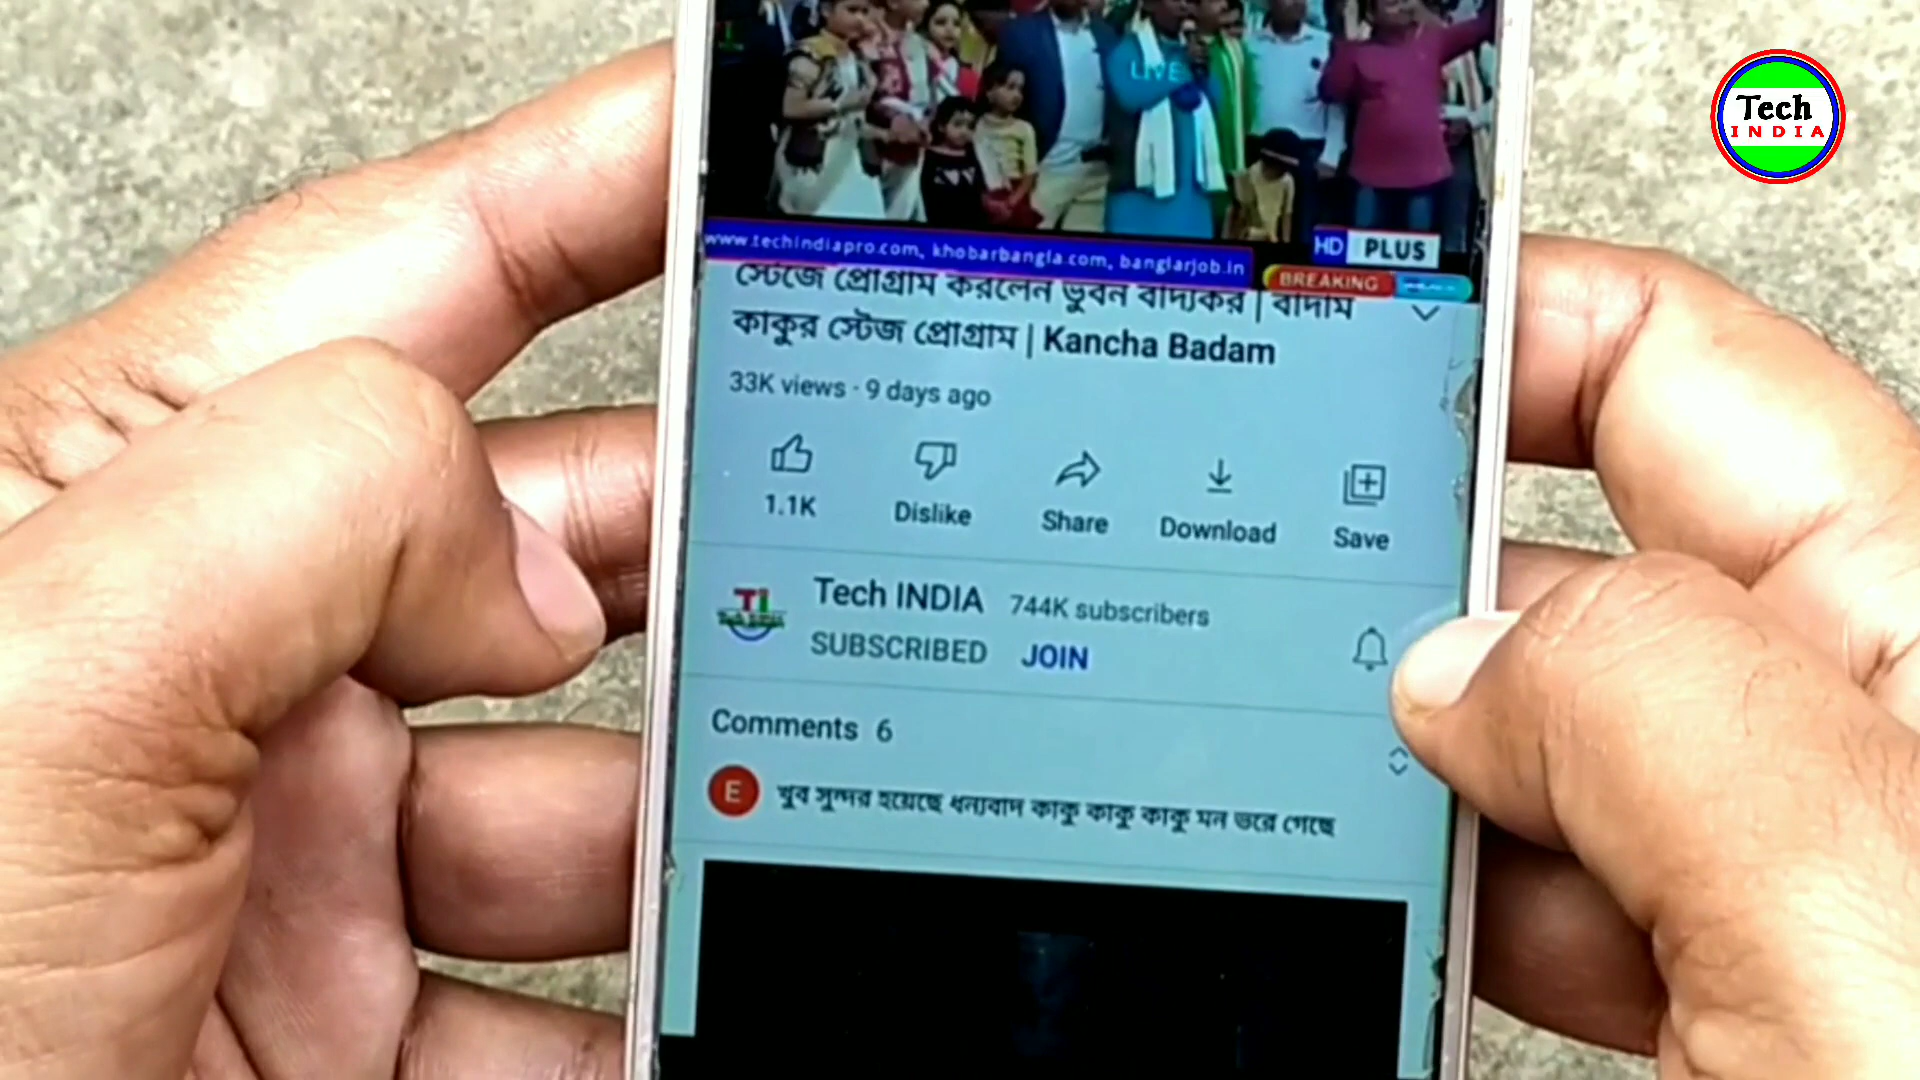 LIVE
Tech
INDIA
www.techindiapro.com, khobarbangla.com, banglarjob.in
HD PLUS
BREAKING
স্টেজে প্রোগ্রাম করলেন ভুবন বাদ্যকর | বাদাম
কাকুর স্টেজ প্রোগ্রাম | Kancha Badam
33K views · 9 days ago
1.1K Dislike Share Download Save
Tech INDIA 744K subscribers
SUBSCRIBED JOIN
Comments 6
E খুব সুন্দর হয়েছে ধন্যবাদ কাকু কাকু কাকু মন ভরে গেছে